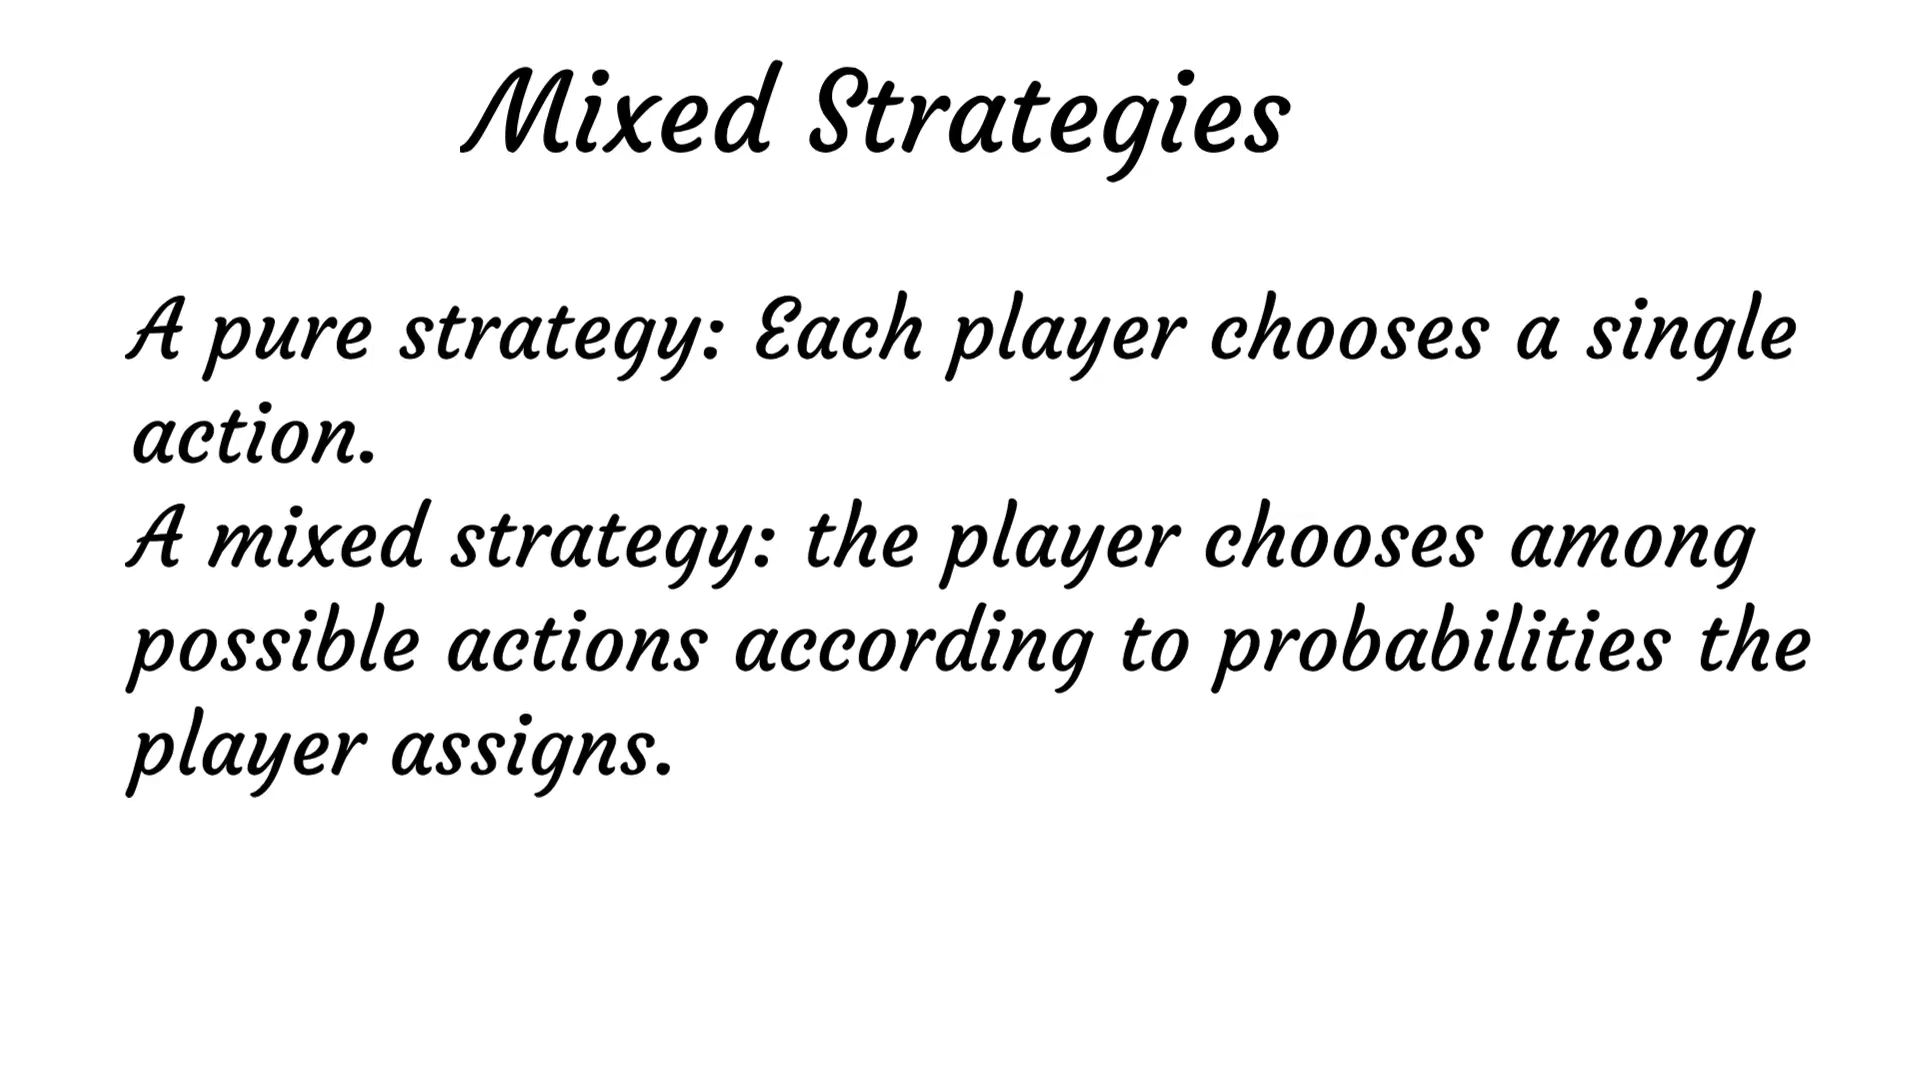 Mixed Strategies
A pure strategy: Each player chooses a single
action.
A mixed strategy: the player chooses among
possible actions according to probabilities the
player assigns.